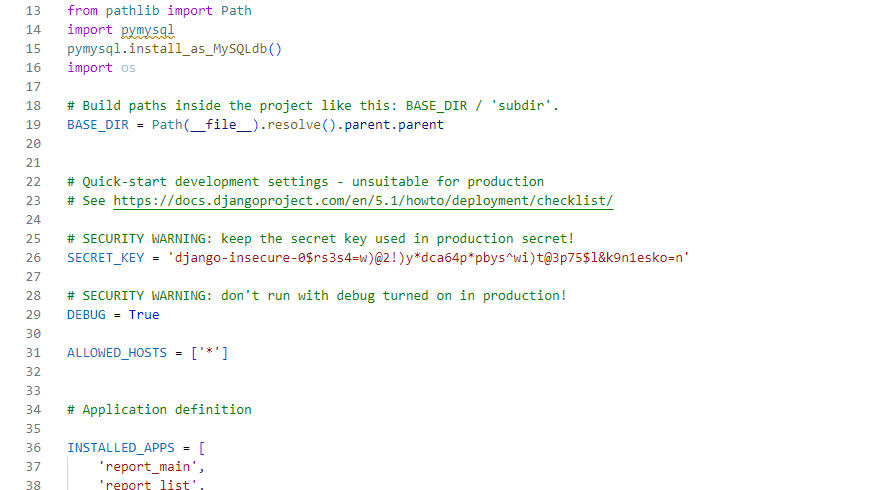 13 from pathlib import Path
14 import pymysql
15 pymysql.install_as_MySQLdb()
16 import os
17
18 # Build paths inside the project like this: BASE_DIR / 'subdir'.
19 BASE_DIR = Path(__file__).resolve().parent.parent
20
21
22 # Quick-start development settings - unsuitable for production
23 # See https://docs.djangoproject.com/en/5.1/howto/deployment/checklist/
24
25 # SECURITY WARNING: keep the secret key used in production secret!
26 SECRET_KEY = 'django-insecure-0$rs3s4=w)@2!)y*dca64p*pbys^wi)t@3p75$l&k9n1esko=n'
27
28 # SECURITY WARNING: don't run with debug turned on in production!
29 DEBUG = True
30
31 ALLOWED_HOSTS = ['*']
32
33
34 # Application definition
35
36 INSTALLED_APPS = [
37     'report_main',
38     'report_list',